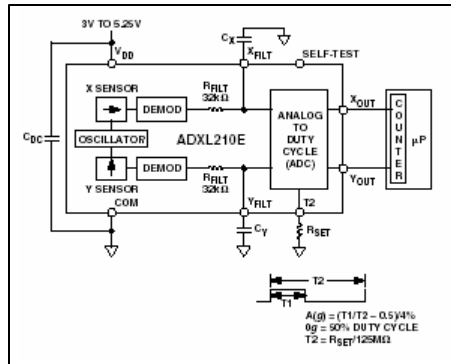 3V TO 5.25V
CX
VDD
XFILT
SELF-TEST
X SENSOR
RFILT
32kΩ
DEMOD
XOUT
CDC
OSCILLATOR
ADXL210E
ANALOG
TO
DUTY
CYCLE
(ADC)
COUNTER
µP
DEMOD
RFILT
32kΩ
YOUT
Y SENSOR
COM
YFILT
T2
CY
RSET
T2
T1
A(g) = (T1/T2 – 0.5)/4%
0g = 50% DUTY CYCLE
T2 = RSET/125MΩ